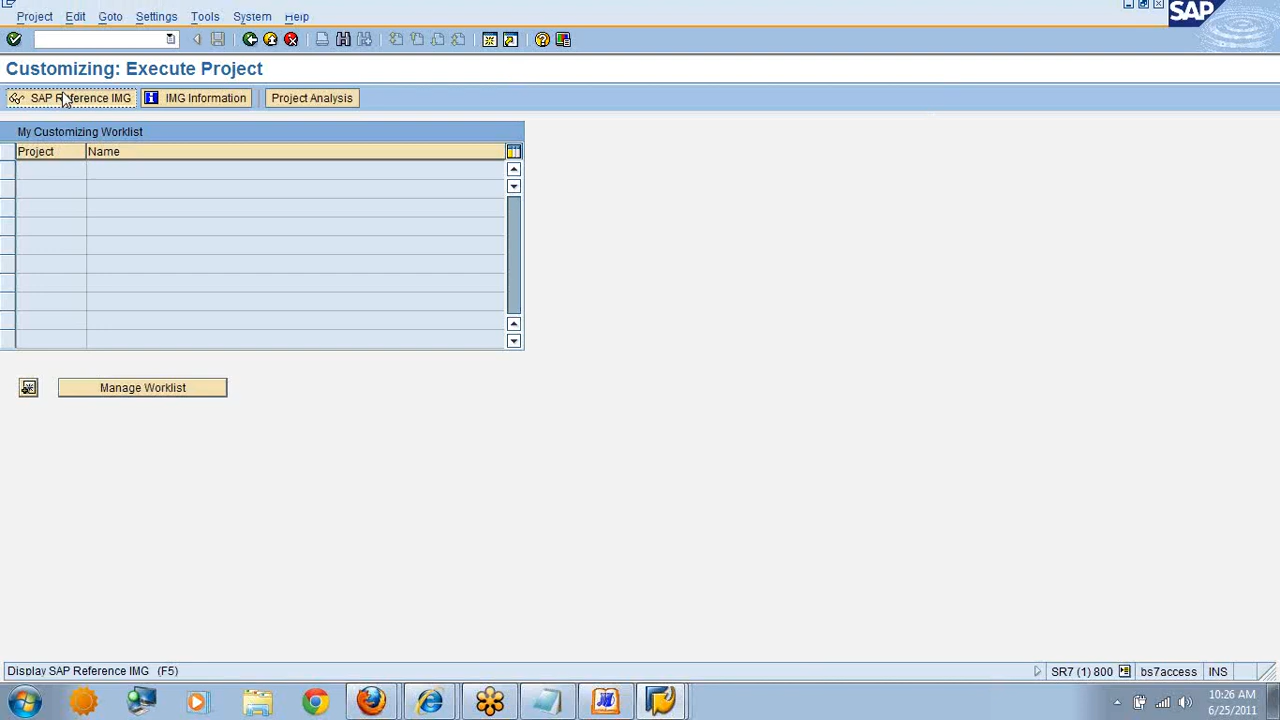 Project Edit Goto Settings Tools System Help
SAP
Customizing: Execute Project
SAP Reference IMG IMG Information Project Analysis
My Customizing Worklist
Project Name
Manage Worklist
Display SAP Reference IMG (F5) SR7 (1) 800 bs7access INS
10:26 AM
6/25/2011